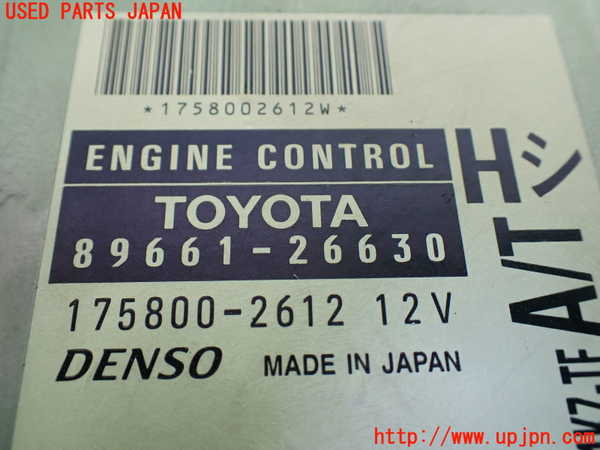 USED PARTS JAPAN
*1758002612W*
ENGINE CONTROL
TOYOTA
89661-26630
175800-2612 12V
DENSO MADE IN JAPAN
Hシ
A/T
http://www.upjpn.com